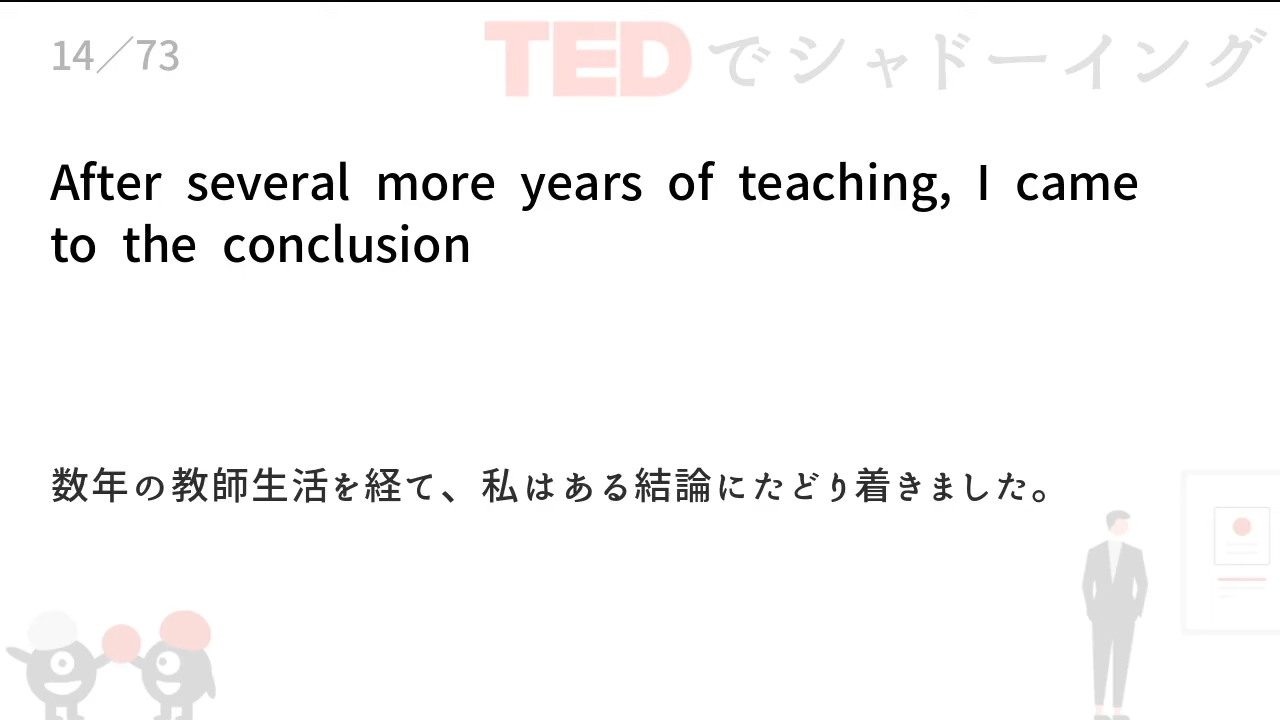 14／73
TEDでシャドーイング
After several more years of teaching, I came
to the conclusion
数年の教師生活を経て、私はある結論にたどり着きました。